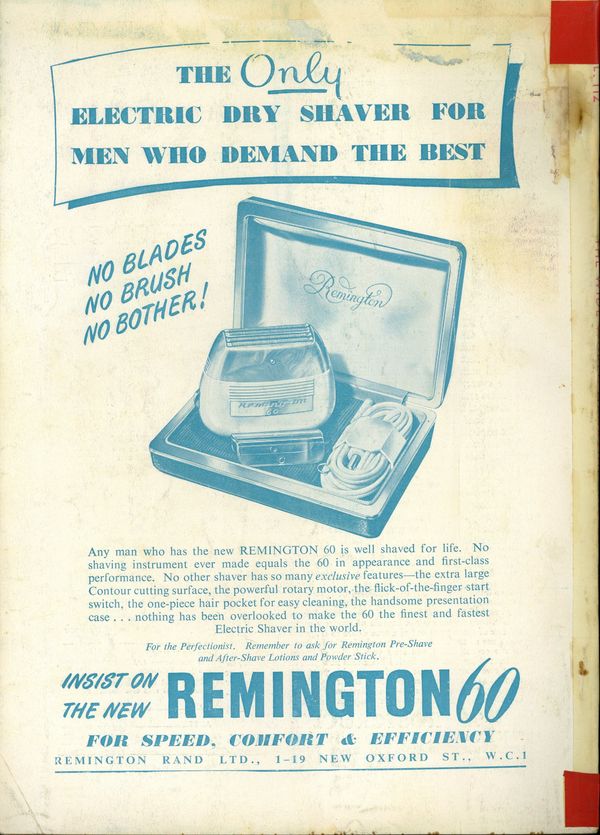 THE Only
ELECTRIC DRY SHAVER FOR
MEN WHO DEMAND THE BEST
NO BLADES
NO BRUSH
NO BOTHER!
Remington
REMINGTON
60
Any man who has the new REMINGTON 60 is well shaved for life. No
shaving instrument ever made equals the 60 in appearance and first-class
performance. No other shaver has so many exclusive features—the extra large
Contour cutting surface, the powerful rotary motor, the flick-of-the-finger start
switch, the one-piece hair pocket for easy cleaning, the handsome presentation
case . . . nothing has been overlooked to make the 60 the finest and fastest
Electric Shaver in the world.
For the Perfectionist. Remember to ask for Remington Pre-Shave
and After-Shave Lotions and Powder Stick.
INSIST ON
THE NEW REMINGTON 60
FOR SPEED, COMFORT & EFFICIENCY
REMINGTON RAND LTD., 1-19 NEW OXFORD ST., W.C.1